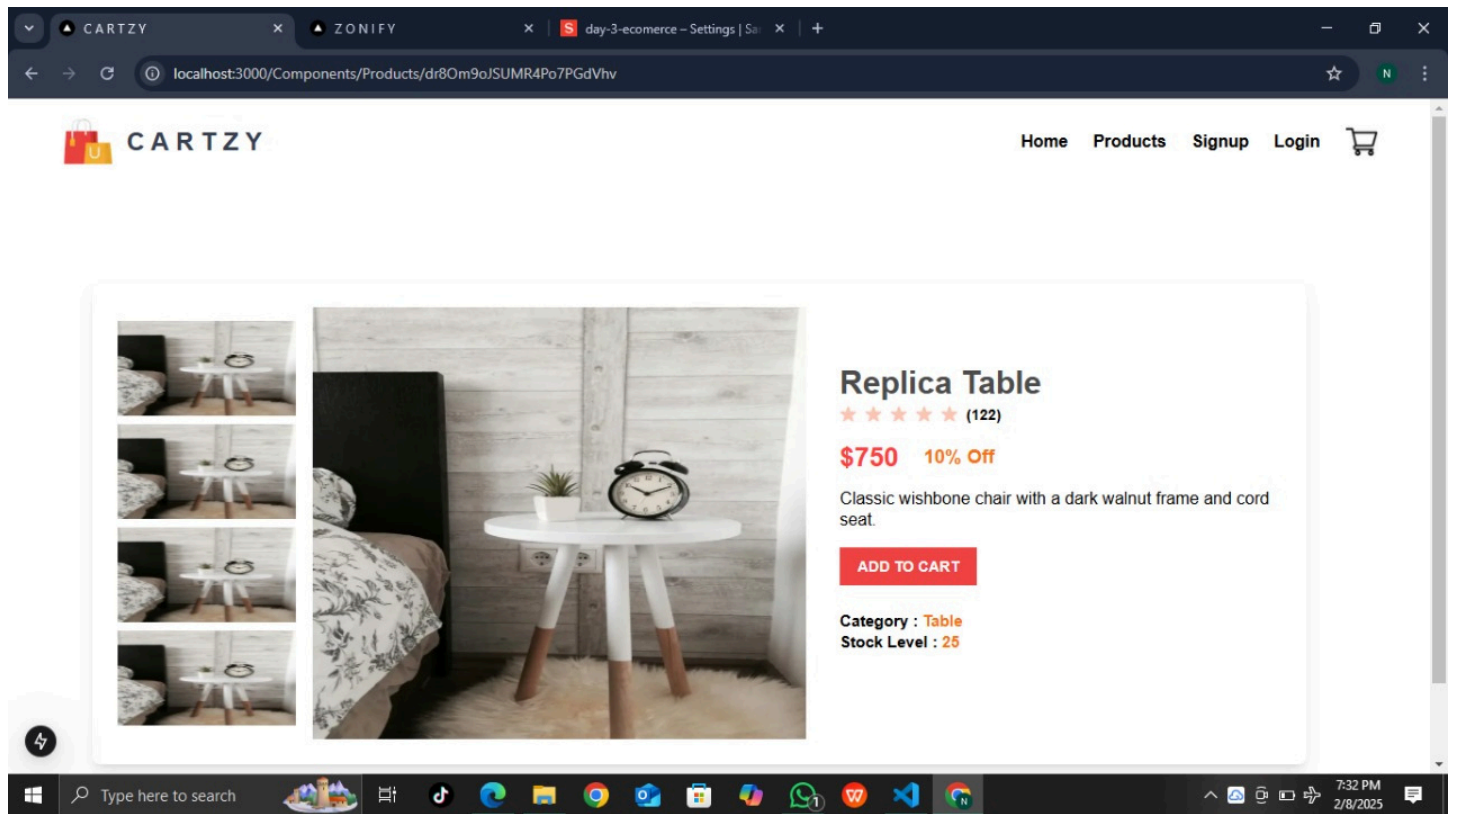 CARTZY
ZONIFY
S day-3-ecomerce – Settings | Sa
localhost:3000/Components/Products/dr8Om9oJSUMR4Po7PGdVhv
N
CARTZY
Home Products Signup Login
Replica Table
(122)
$750 10% Off
Classic wishbone chair with a dark walnut frame and cord
seat.
ADD TO CART
Category : Table
Stock Level : 25
Type here to search
1
N
7:32 PM
2/8/2025